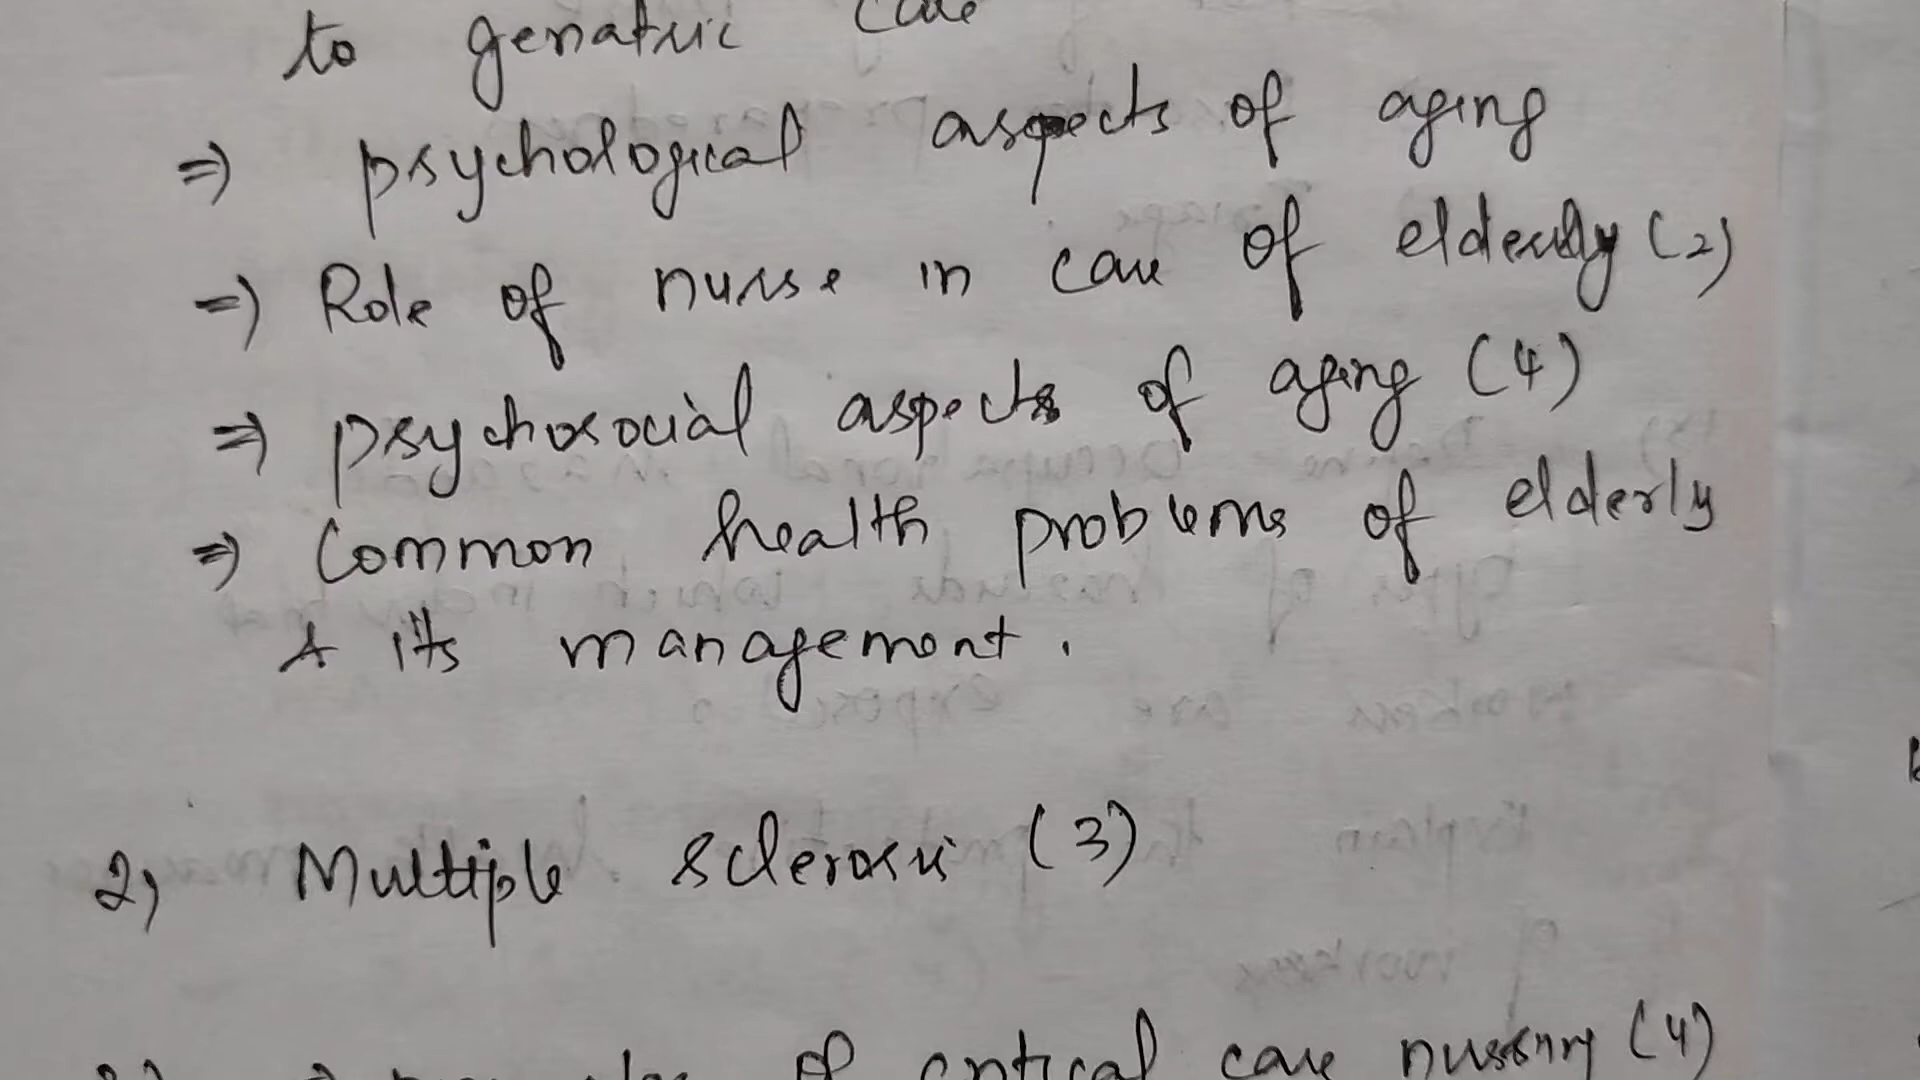 to geriatric care
⇒ psychological aspects of aging
⇒ Role of nurse in care of elderly (2)
⇒ psychosocial aspects of aging (4)
⇒ Common health problems of elderly
& its management.
2) Multiple sclerosis (3)
of critical care nursing (4)